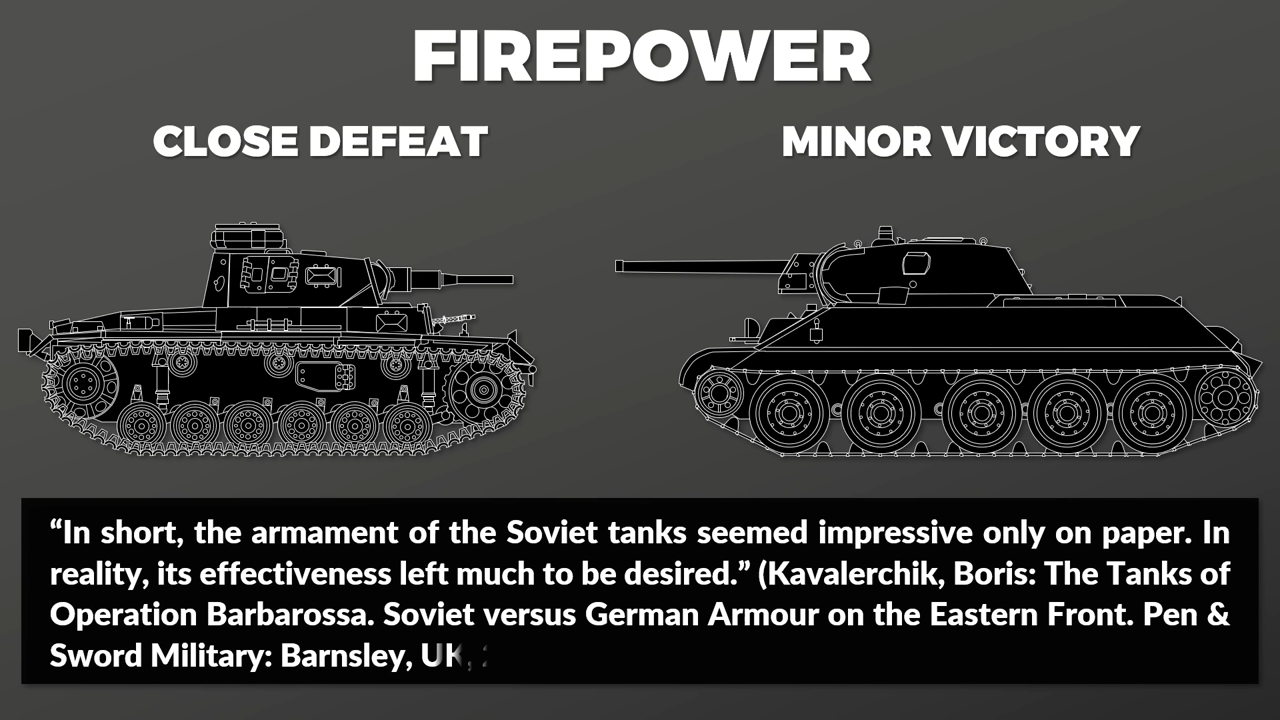 FIREPOWER
CLOSE DEFEAT
MINOR VICTORY
“In short, the armament of the Soviet tanks seemed impressive only on paper. In
reality, its effectiveness left much to be desired.” (Kavalerchik, Boris: The Tanks of
Operation Barbarossa. Soviet versus German Armour on the Eastern Front. Pen &
Sword Military: Barnsley, UK,